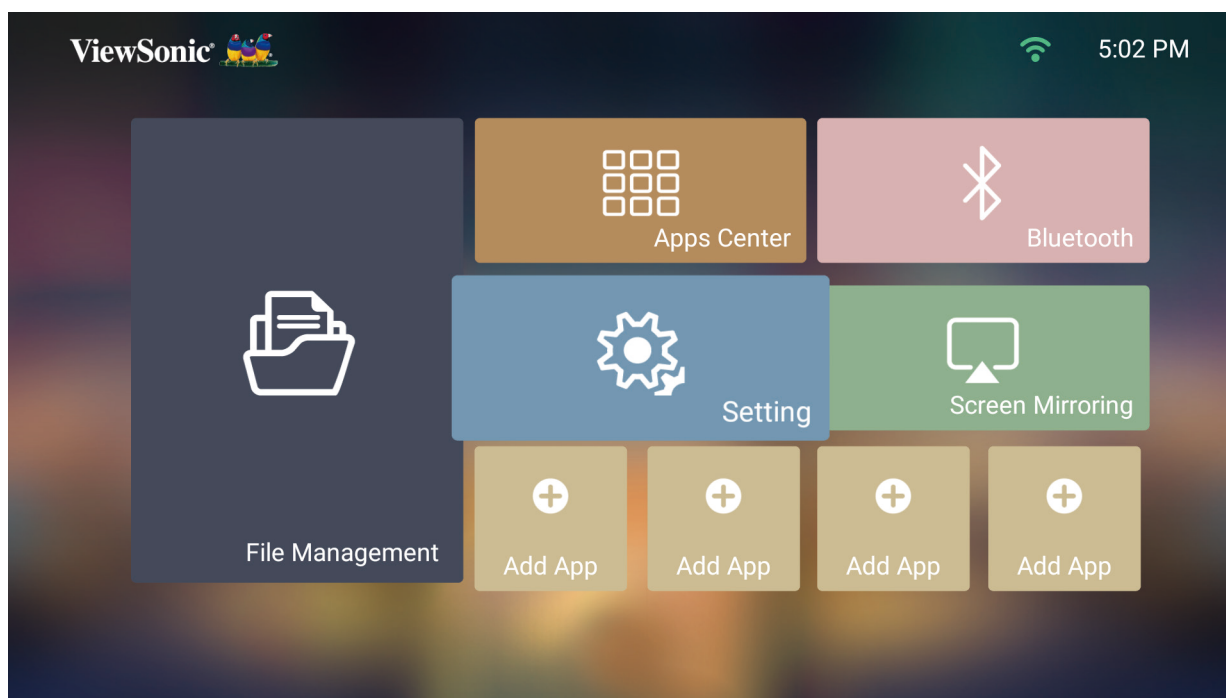 ViewSonic®
5:02 PM
Apps Center
Bluetooth
Setting
Screen Mirroring
File Management
Add App
Add App
Add App
Add App